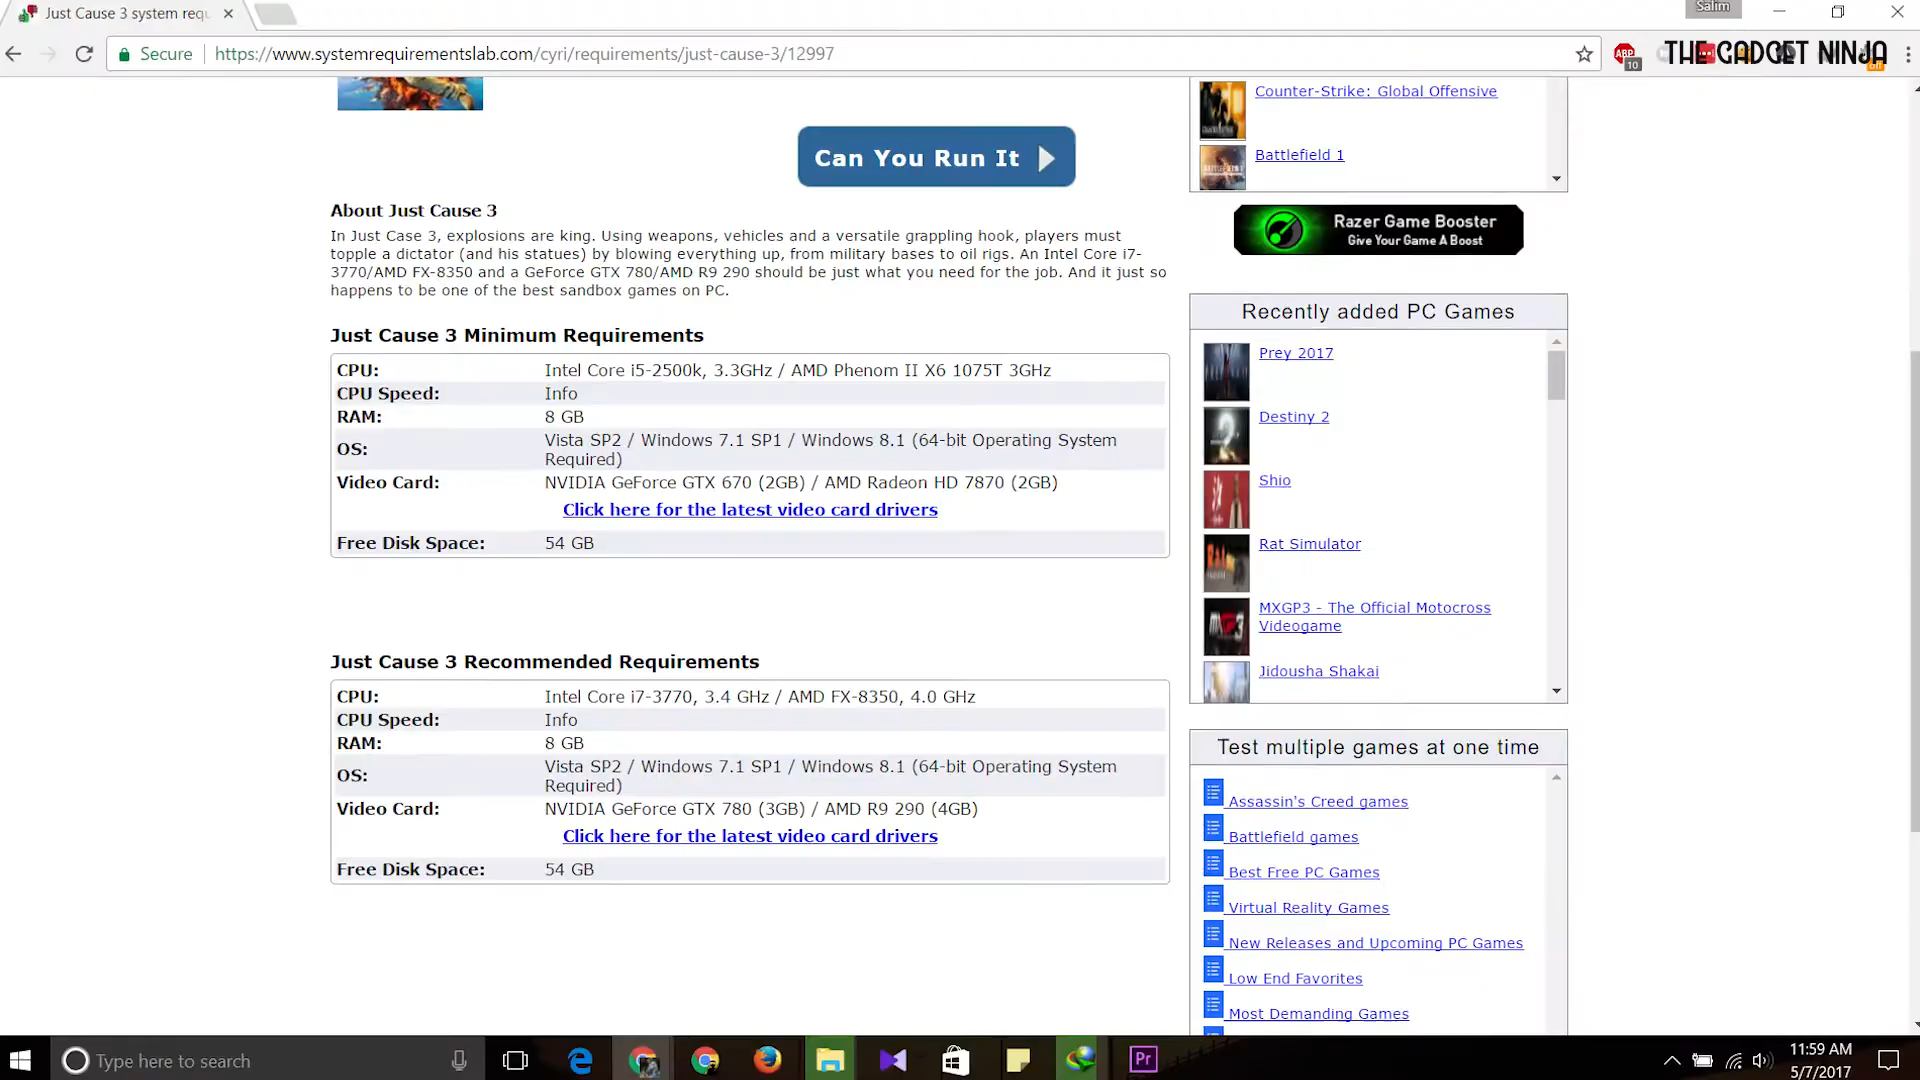 Just Cause 3 system requ
Salim
Secure
https://www.systemrequirementslab.com/cyri/requirements/just-cause-3/12997
ABP
10
THE GADGET NINJA
off
Can You Run It
About Just Cause 3
In Just Case 3, explosions are king. Using weapons, vehicles and a versatile grappling hook, players must
topple a dictator (and his statues) by blowing everything up, from military bases to oil rigs. An Intel Core i7-
3770/AMD FX-8350 and a GeForce GTX 780/AMD R9 290 should be just what you need for the job. And it just so
happens to be one of the best sandbox games on PC.
Just Cause 3 Minimum Requirements
CPU: Intel Core i5-2500k, 3.3GHz / AMD Phenom II X6 1075T 3GHz
CPU Speed: Info
RAM: 8 GB
OS: Vista SP2 / Windows 7.1 SP1 / Windows 8.1 (64-bit Operating System
Required)
Video Card: NVIDIA GeForce GTX 670 (2GB) / AMD Radeon HD 7870 (2GB)
Click here for the latest video card drivers
Free Disk Space: 54 GB
Just Cause 3 Recommended Requirements
CPU: Intel Core i7-3770, 3.4 GHz / AMD FX-8350, 4.0 GHz
CPU Speed: Info
RAM: 8 GB
OS: Vista SP2 / Windows 7.1 SP1 / Windows 8.1 (64-bit Operating System
Required)
Video Card: NVIDIA GeForce GTX 780 (3GB) / AMD R9 290 (4GB)
Click here for the latest video card drivers
Free Disk Space: 54 GB
Counter-Strike: Global Offensive
Battlefield 1
Razer Game Booster
Give Your Game A Boost
Recently added PC Games
Prey 2017
Destiny 2
Shio
Rat Simulator
MXGP3 - The Official Motocross
Videogame
Jidousha Shakai
Test multiple games at one time
Assassin's Creed games
Battlefield games
Best Free PC Games
Virtual Reality Games
New Releases and Upcoming PC Games
Low End Favorites
Most Demanding Games
Type here to search
Pr
11:59 AM
5/7/2017